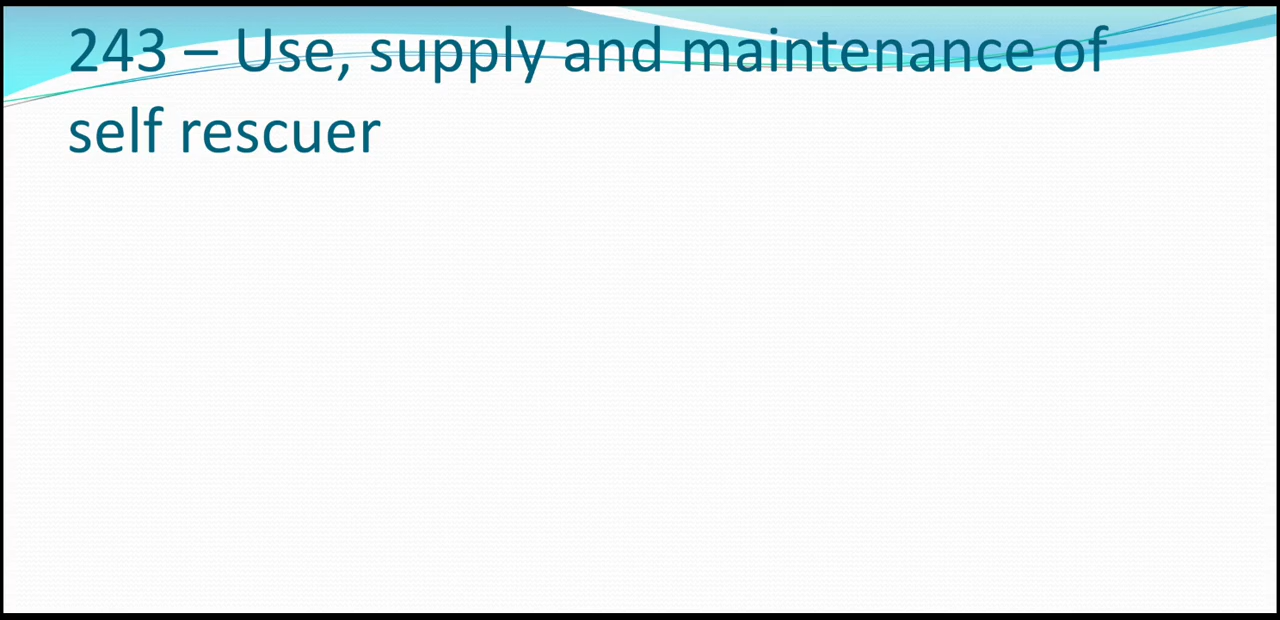 243 – Use, supply and maintenance of
self rescuer